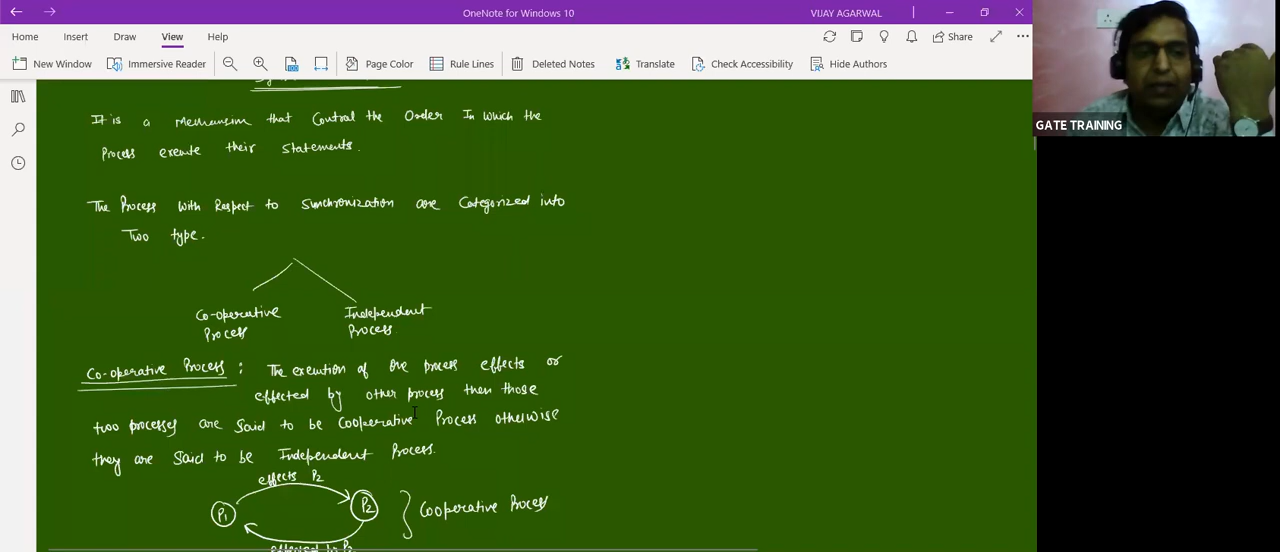 OneNote for Windows 10
VIJAY AGARWAL
Home Insert Draw View Help
Share
New Window Immersive Reader Page Color Rule Lines Deleted Notes Translate Check Accessibility Hide Authors
GATE TRAINING
It is a Mechanism that Control the Order In which the
Process execute their statements.
The Process with Respect to Synchronization are Categorized into
Two type.
Co-operative Independent
Process Process
Co-operative Process : The execution of one process effects or
effected by other process then those
two processes are said to be Cooperative Process otherwise
they are said to be Independent Process.
effects P2
P1 P2 Cooperative Process
effected to P2